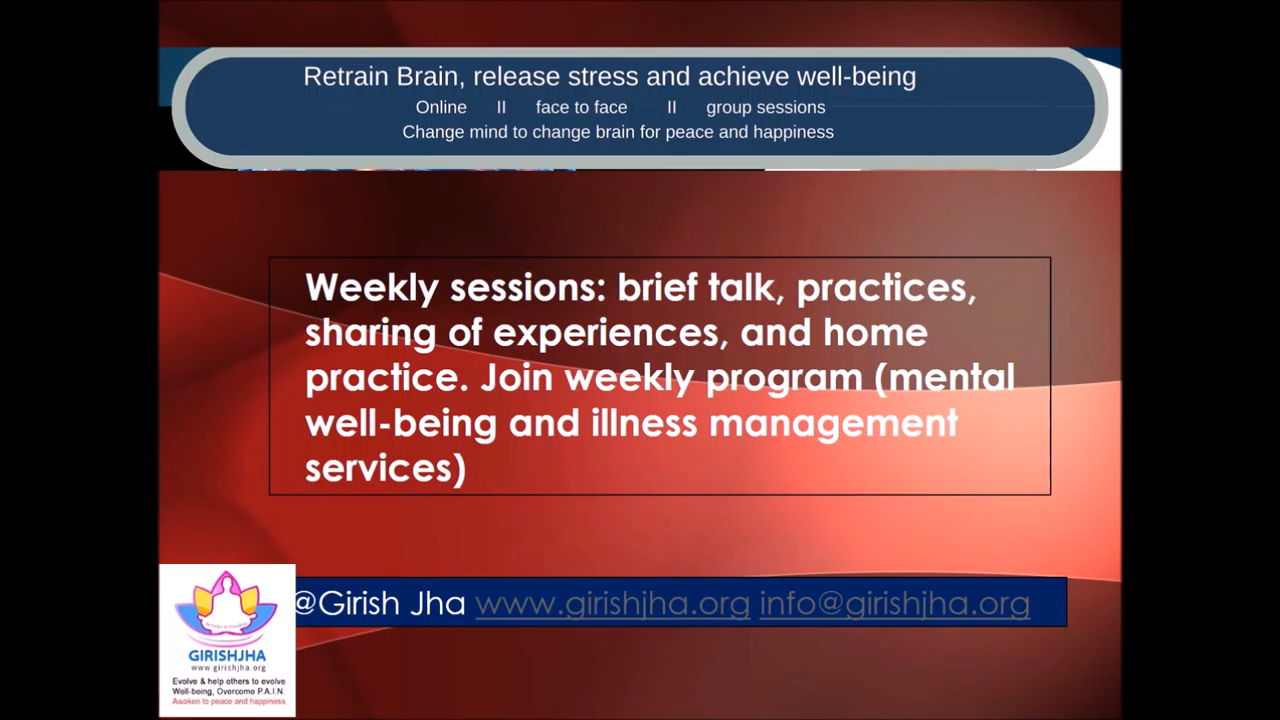 Retrain Brain, release stress and achieve well-being
Online II face to face II group sessions
Change mind to change brain for peace and happiness
Weekly sessions: brief talk, practices,
sharing of experiences, and home
practice. Join weekly program (mental
well-being and illness management
services)
@Girish Jha www.girishjha.org info@girishjha.org
GIRISHJHA
www.girishjha.org
Evolve & help others to evolve
Well-being, Overcome P.A.I.N.
Awaken to peace and happiness